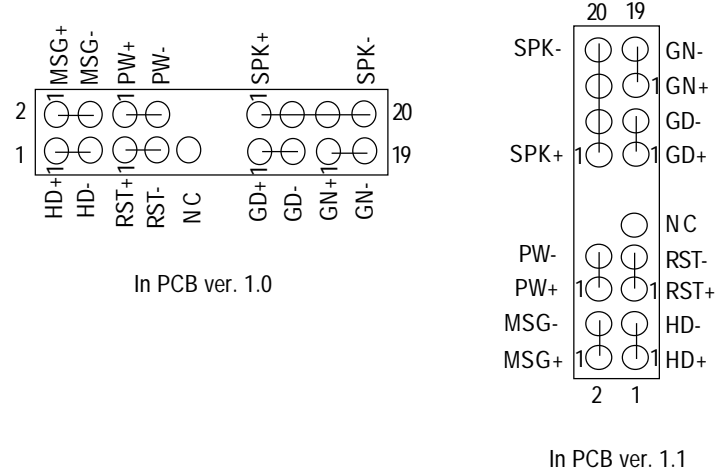 MSG+ MSG- PW+ PW- SPK+ SPK-
1 1 1
2 20
1 19
1 1 1 1
HD+ HD- RST+ RST- NC GD+ GD- GN+ GN-
In PCB ver. 1.0
20 19
SPK- GN-
1 GN+
GD-
SPK+ 1 1 GD+
NC
PW- RST-
PW+ 1 1 RST+
MSG- HD-
MSG+ 1 1 HD+
2 1
In PCB ver. 1.1